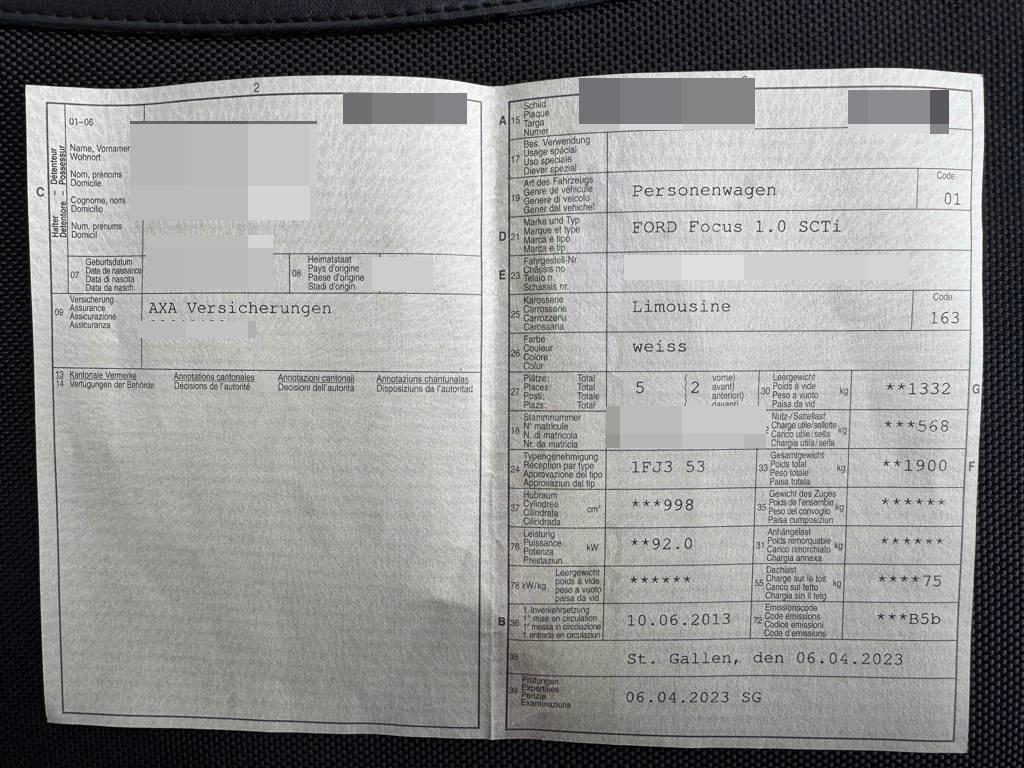 2
01-06
Halter - Détenteur
Detentore - Possessur
C
Name, Vornamen
Wohnort
Nom, prénoms
Domicile
Cognome, nomi
Domicilio
Num, prenums
Domicil
07
Geburtsdatum
Date de naissance
Data di nascita
Data da nasch.
08
Heimatstaat
Pays d'origine
Paese d'origine
Stadi d'origin
09
Versicherung
Assurance
Assicurazione
Assicuranza
AXA Versicherungen
13 Kantonale Vermerke
14 Verfügungen der Behörde
Annotations cantonales
Décisions de l'autorité
Annotazioni cantonali
Decisioni dell'autorità
Annotaziuns chantunalas
Disposiziuns da l'autoritad
A 15
Schild
Plaque
Targa
Numer
17
Bes. Verwendung
Usage spécial
Uso speciale
Diever spezial
19
Art des Fahrzeugs
Genre de véhicule
Genere di veicolo
Gener dal vehichel
Personenwagen
Code
01
D 21
Marke und Typ
Marque et type
Marca e tipo
Marca e tip
FORD Focus 1.0 SCTi
E 23
Fahrgestell-Nr.
Châssis no
Telaio n.
Schassis nr.
25
Karosserie
Carrosserie
Carrozzeria
Carossaria
Limousine
Code
163
26
Farbe
Couleur
Colore
Colur
weiss
27
Plätze: Total
Places: Total
Posti: Totale
Plazs: Total
5 ( 2
vorne)
avant)
anteriori)
davant)
30
Leergewicht
Poids à vide
Peso a vuoto
Paisa da vid
kg
**1332
G
18
Stammnummer
N° matricule
N. di matricola
Nr. da matricla
Nutz-/Sattellast
Charge utile/sellette
Carico utile/sella
Chargia utila/sella
kg
***568
24
Typengenehmigung
Réception par type
Approvazione del tipo
Approvaziun dal tip
1FJ3 53
33
Gesamtgewicht
Poids total
Peso totale
Paisa totala
kg
**1900
F
37
Hubraum
Cylindrée
Cilindrata
Cilindrada
cm³
***998
35
Gewicht des Zuges
Poids de l'ensemble
Peso del convoglio
Paisa cumposiziun
kg
******
76
Leistung
Puissance
Potenza
Prestaziun
kW
**92.0
31
Anhängelast
Poids remorquable
Carico rimorchiato
Chargia annexa
kg
******
78 kW/kg
Leergewicht
poids à vide
peso a vuoto
paisa da vid
******
55
Dachlast
Charge sur le toit
Carico sul tetto
Chargia sin il tetg
kg
****75
B 36
1. Inverkehrsetzung
1re mise en circulation
1a messa in circolazione
1. entrada en circulaziun
10.06.2013
72
Emissionscode
Code émissions
Codice emissioni
Code d'emissiuns
***B5b
38
St. Gallen, den 06.04.2023
39
Prüfungen
Expertises
Perizie
Examinaziuns
06.04.2023 SG